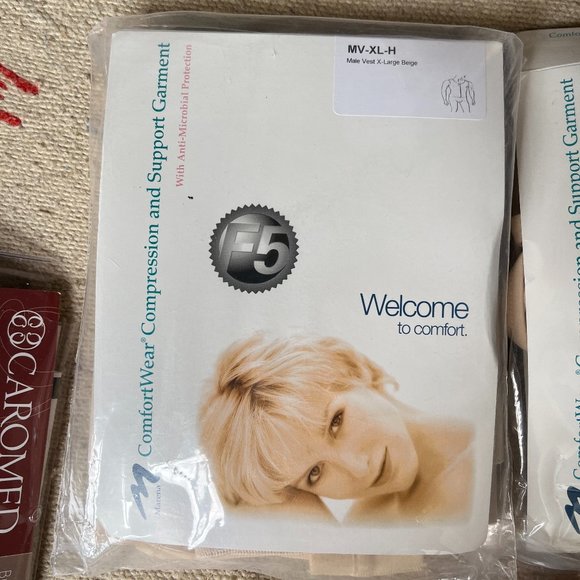 MV-XL-H
Male Vest X-Large Beige
ComfortWear® Compression and Support Garment
With Anti-Microbial Protection
F5
Welcome
to comfort.
CAROMED